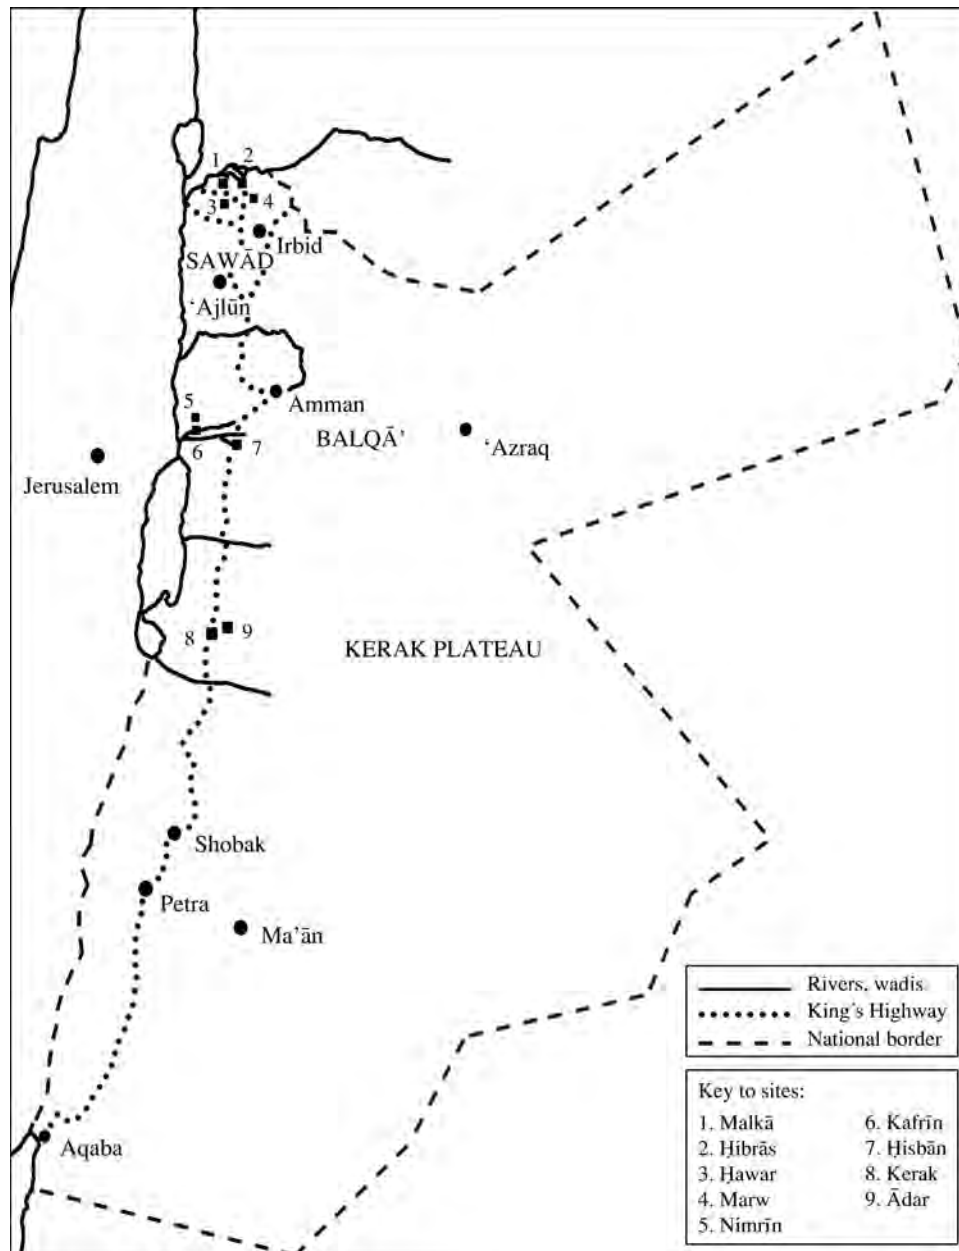 1
2
3
4
Irbid
SAWĀD
‘Ajlūn
5
Amman
BALQĀ’
6
7
‘Azraq
Jerusalem
8
9
KERAK PLATEAU
Shobak
Petra
Ma’ān
Aqaba
Rivers, wadis
King's Highway
National border
Key to sites:
1. Malkā
2. Ḥibrās
3. Ḥawar
4. Marw
5. Nimrīn
6. Kafrīn
7. Ḥisbān
8. Kerak
9. Ādar